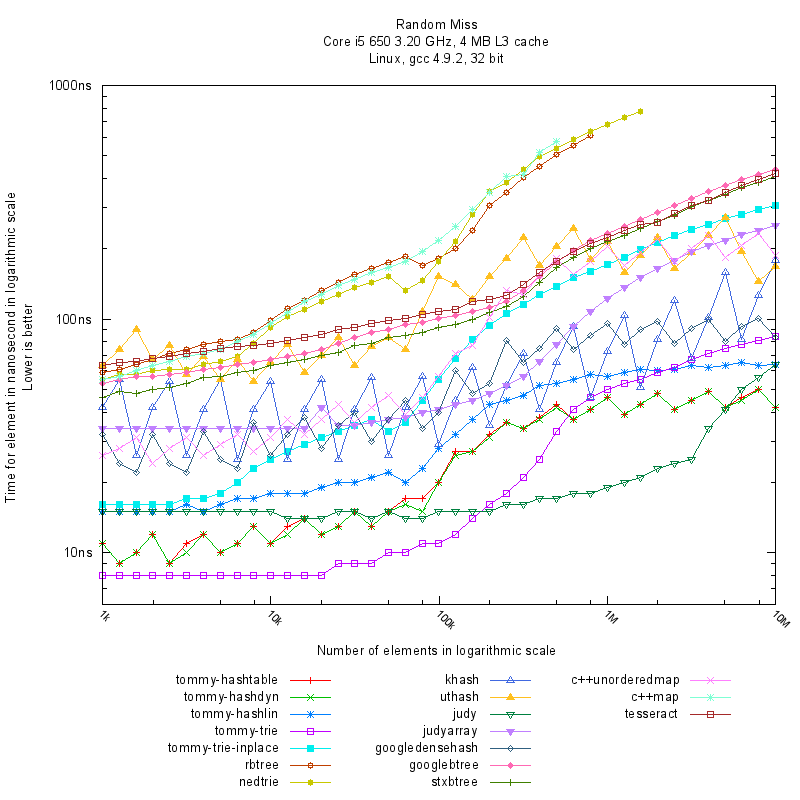 Random Miss
Core i5 650 3.20 GHz, 4 MB L3 cache
Linux, gcc 4.9.2, 32 bit
1000ns
100ns
10ns
Time for element in nanosecond in logarithmic scale
Lower is better
1k
10k
100k
1M
10M
Number of elements in logarithmic scale
tommy-hashtable
tommy-hashdyn
tommy-hashlin
tommy-trie
tommy-trie-inplace
rbtree
nedtrie
khash
uthash
judy
judyarray
googledensehash
googlebtree
stxbtree
c++unorderedmap
c++map
tesseract